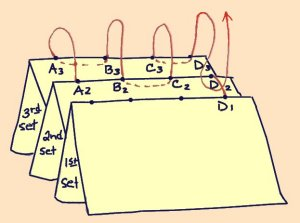 A3 B3 C3 D3
A2 B2 C2 D2
D1
3rd set
2nd set
1st set